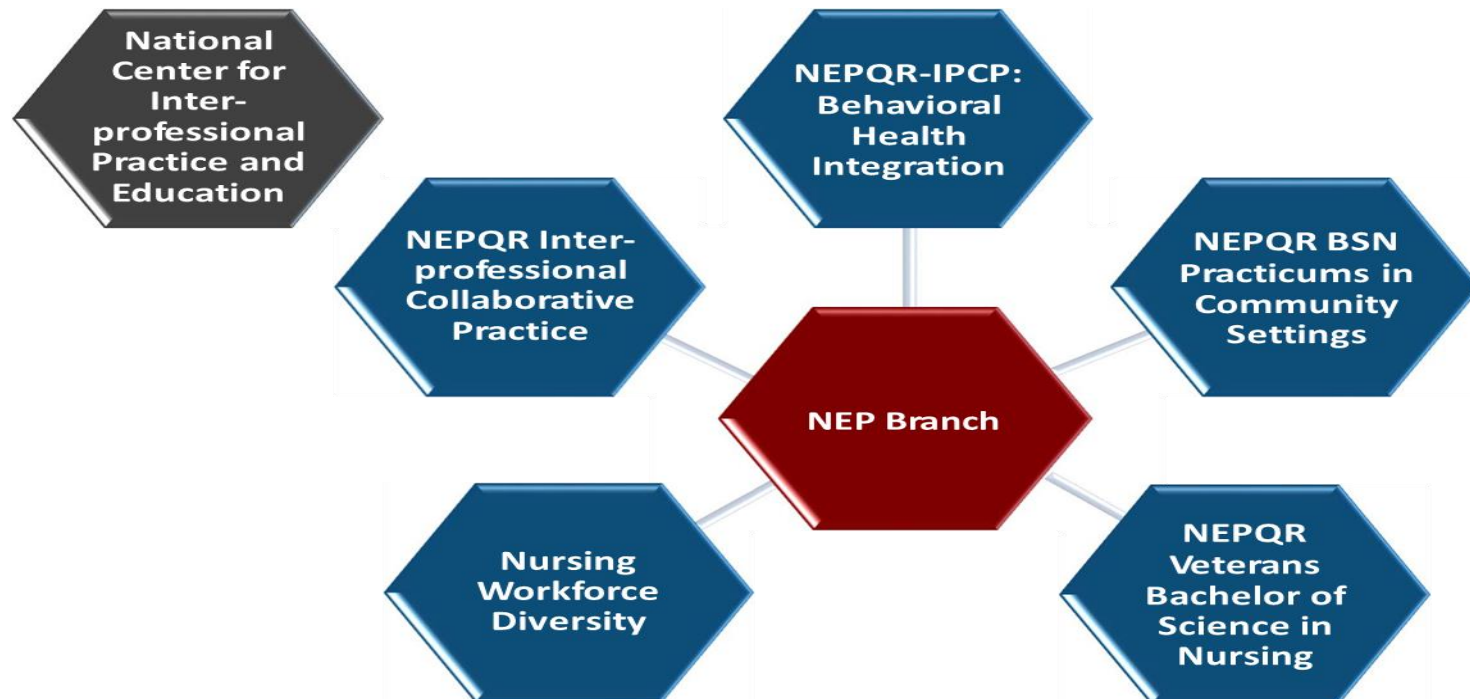 National
Center for
Inter-
professional
Practice and
Education
NEPQR-IPCP:
Behavioral
Health
Integration
NEPQR Inter-
professional
Collaborative
Practice
NEPQR BSN
Practicums in
Community
Settings
NEP Branch
Nursing
Workforce
Diversity
NEPQR
Veterans
Bachelor of
Science in
Nursing